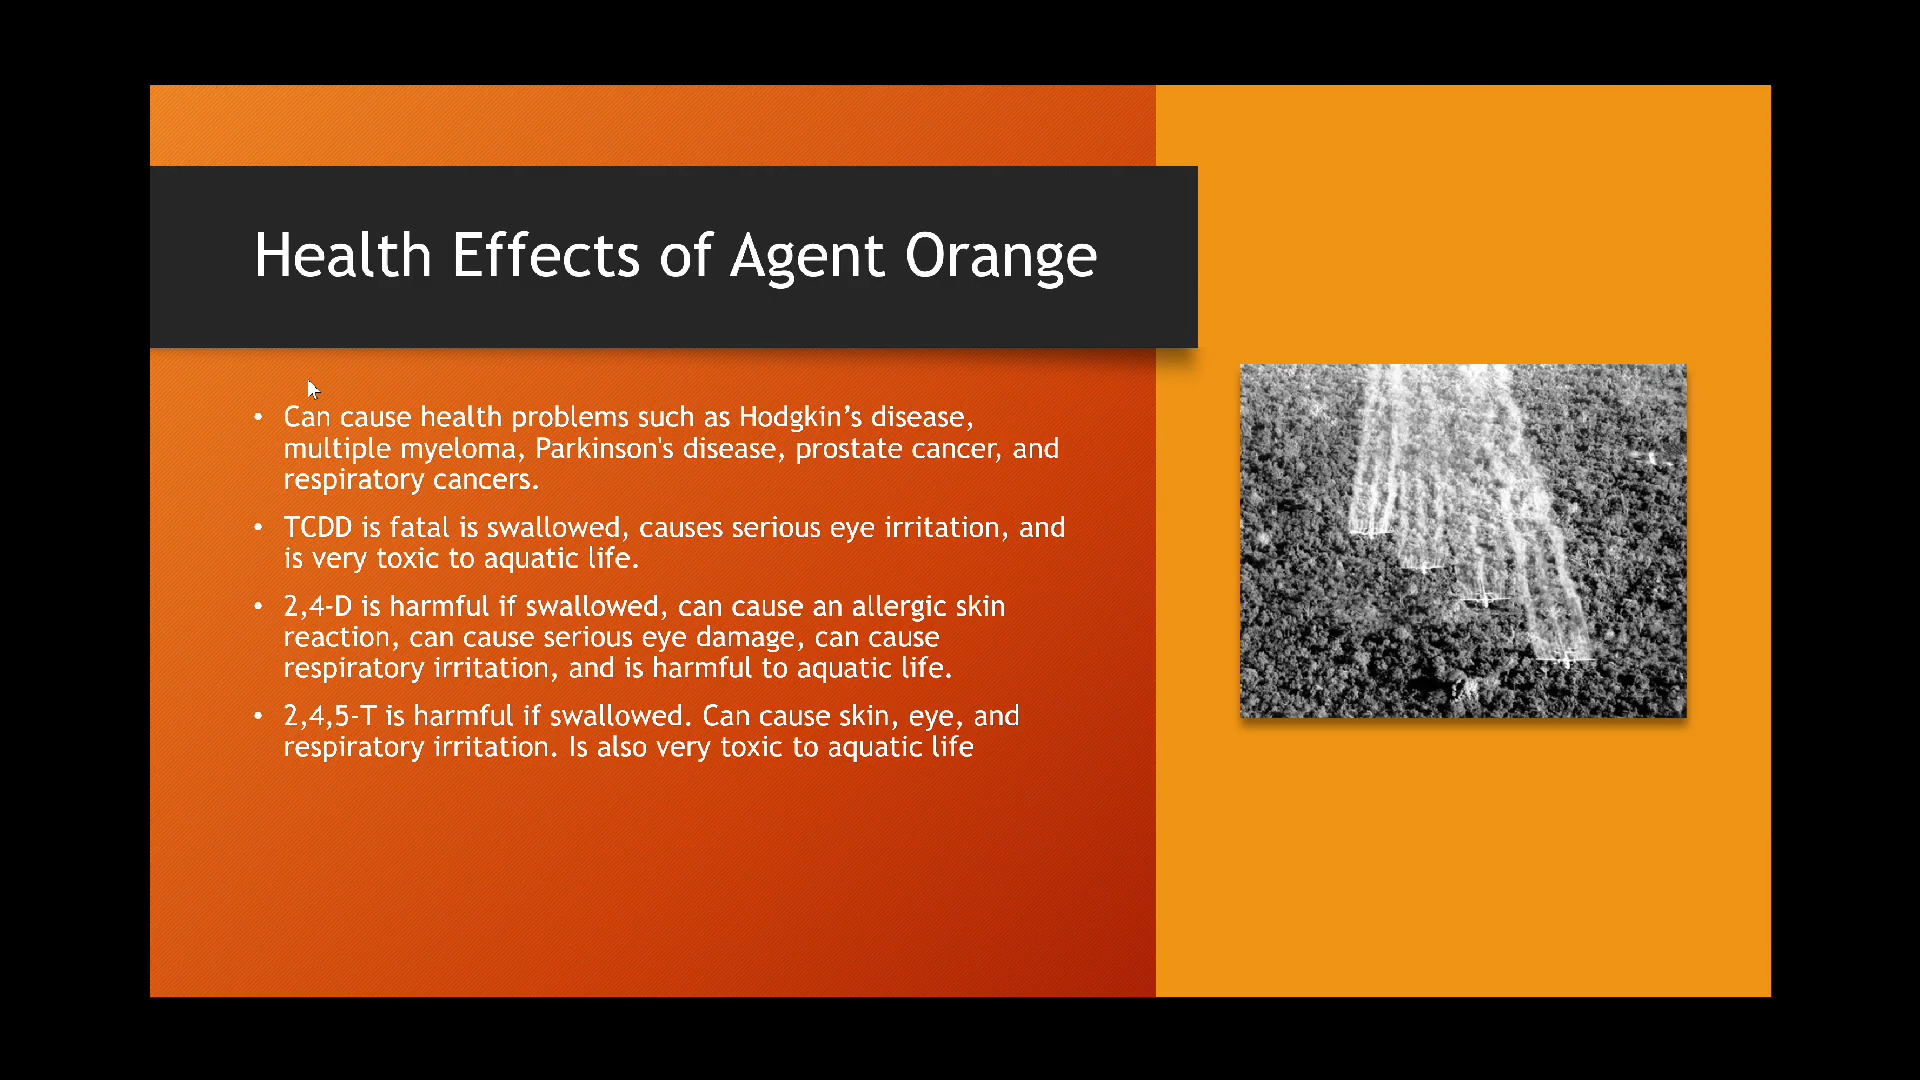 Health Effects of Agent Orange
• Can cause health problems such as Hodgkin’s disease,
multiple myeloma, Parkinson's disease, prostate cancer, and
respiratory cancers.
• TCDD is fatal is swallowed, causes serious eye irritation, and
is very toxic to aquatic life.
• 2,4-D is harmful if swallowed, can cause an allergic skin
reaction, can cause serious eye damage, can cause
respiratory irritation, and is harmful to aquatic life.
• 2,4,5-T is harmful if swallowed. Can cause skin, eye, and
respiratory irritation. Is also very toxic to aquatic life